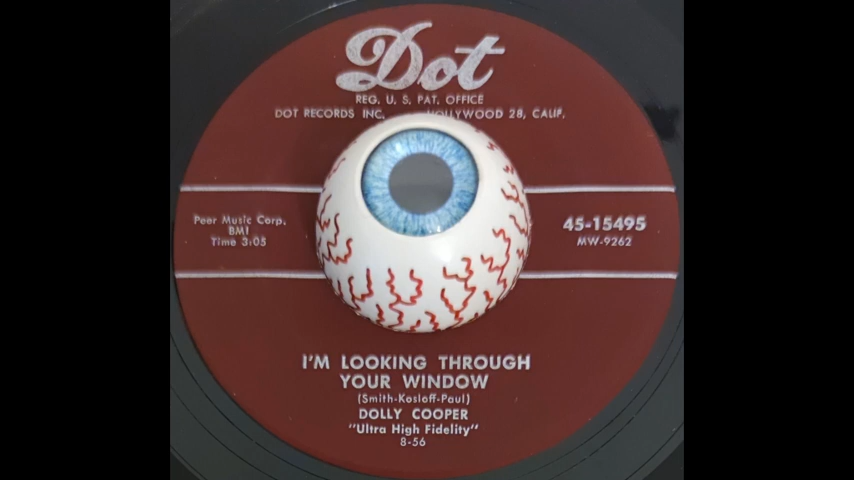 Dot
REG. U. S. PAT. OFFICE
DOT RECORDS INC. HOLLYWOOD 28, CALIF.
Peer Music Corp.
BMI
Time 3:05
45-15495
MW-9262
I'M LOOKING THROUGH
YOUR WINDOW
(Smith-Kosloff-Paul)
DOLLY COOPER
"Ultra High Fidelity"
8-56